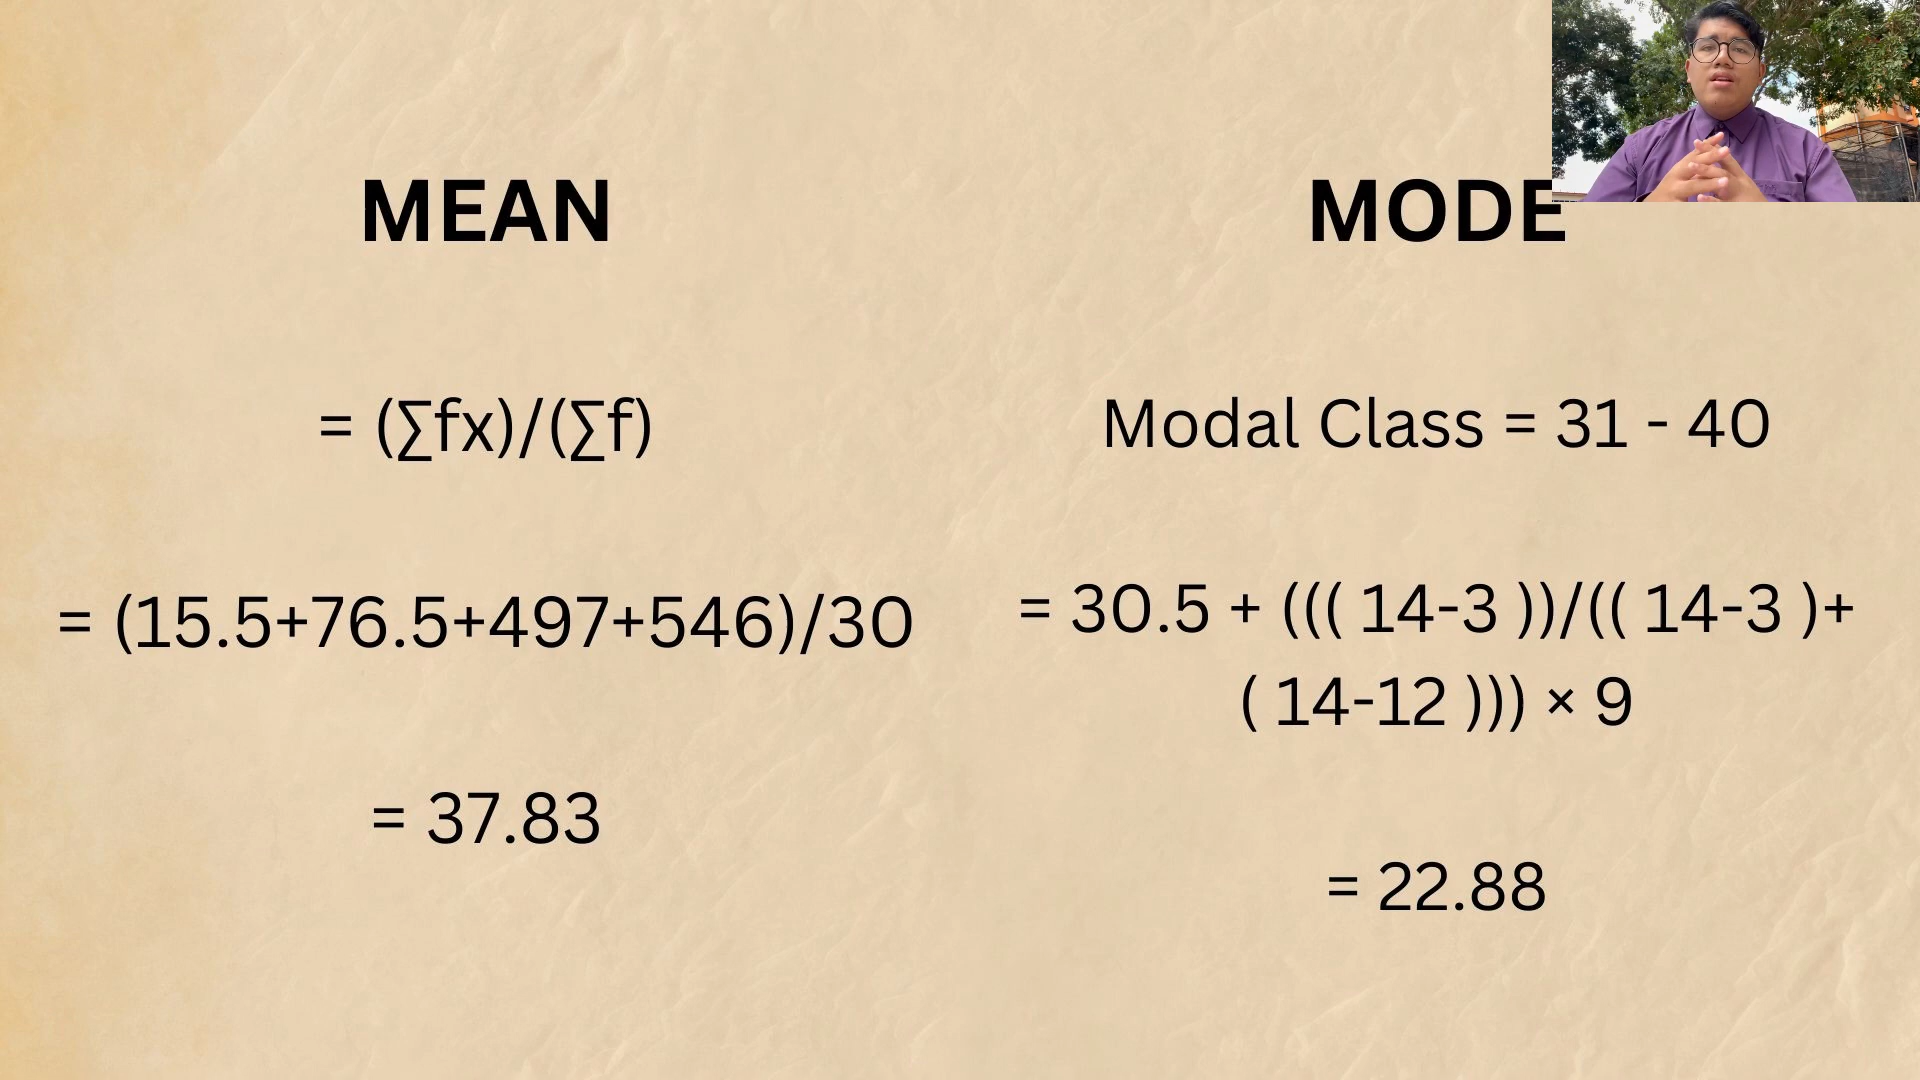 MEAN
= (∑fx)/(∑f)
= (15.5+76.5+497+546)/30
= 37.83
MODE
Modal Class = 31 - 40
= 30.5 + ((( 14-3 ))/(( 14-3 )+
( 14-12 ))) × 9
= 22.88